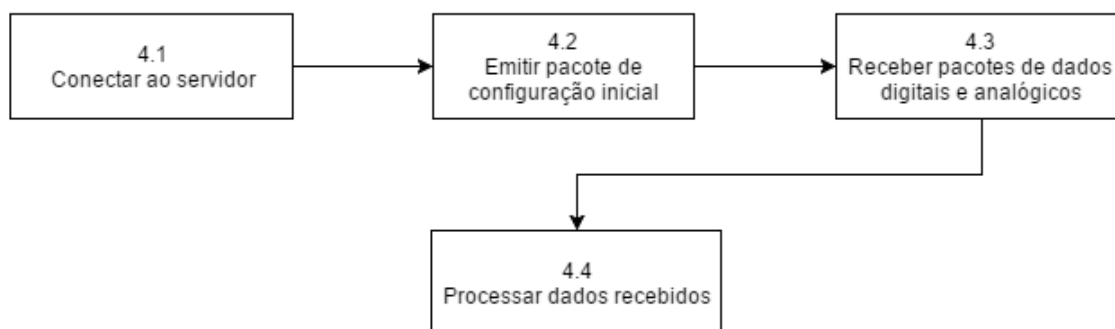 4.1
Conectar ao servidor
4.2
Emitir pacote de
configuração inicial
4.3
Receber pacotes de dados
digitais e analógicos
4.4
Processar dados recebidos